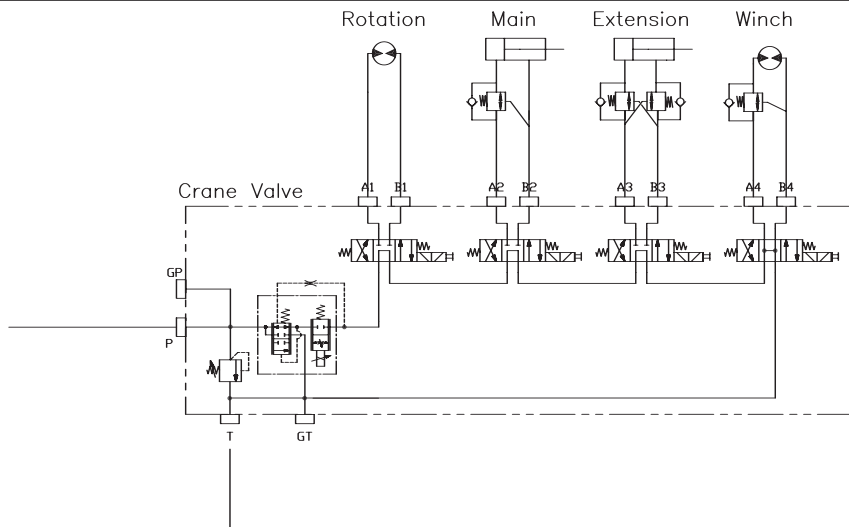 Rotation Main Extension Winch
A1 B1 A2 B2 A3 B3 A4 B4
Crane Valve
GP
P
T GT